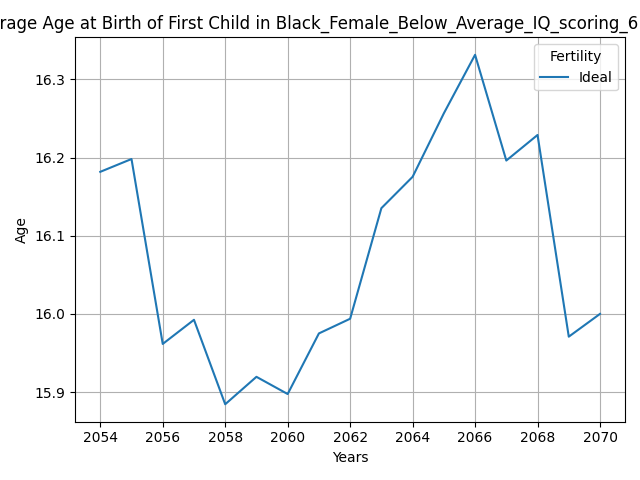 rage Age at Birth of First Child in Black_Female_Below_Average_IQ_scoring_6
Fertility
Ideal
16.3
16.2
16.1
16.0
15.9
Age
2054 2056 2058 2060 2062 2064 2066 2068 2070
Years